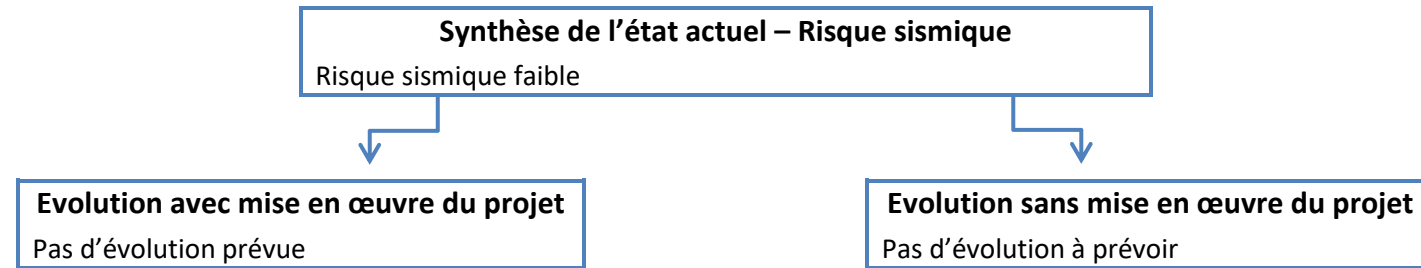 Synthèse de l’état actuel – Risque sismique
Risque sismique faible
Evolution avec mise en œuvre du projet
Pas d’évolution prévue
Evolution sans mise en œuvre du projet
Pas d’évolution à prévoir